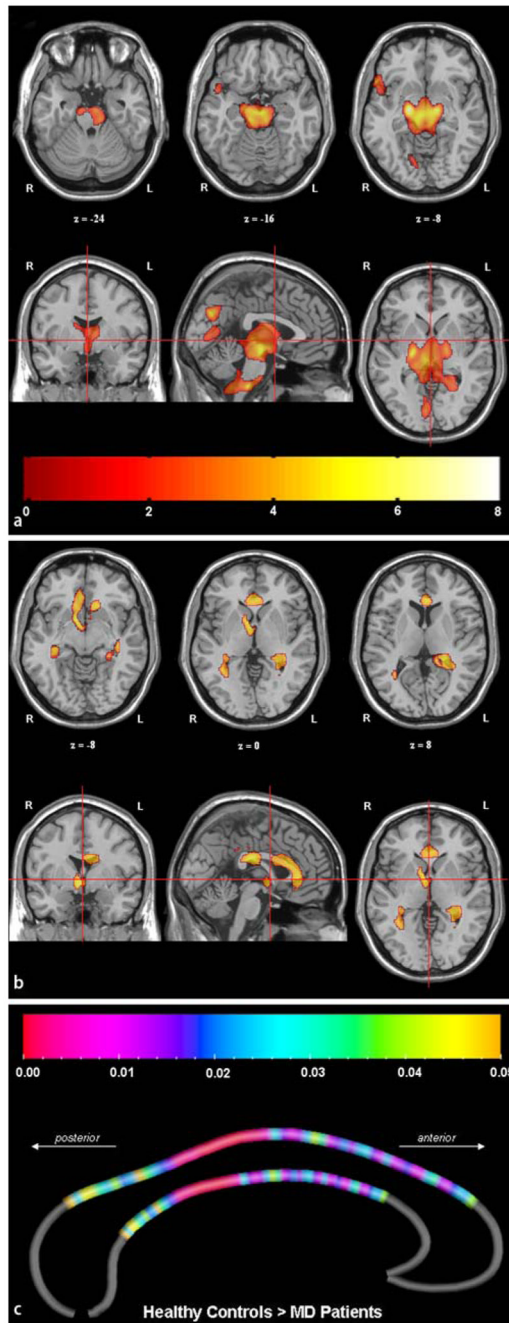 R L R L R L
z = -24 z = -16 z = -8
R L R L
0 2 4 6 8
a
R L R L R L
z = -8 z = 0 z = 8
R L R L
b
0.00 0.01 0.02 0.03 0.04 0.05
posterior anterior
c Healthy Controls > MD Patients